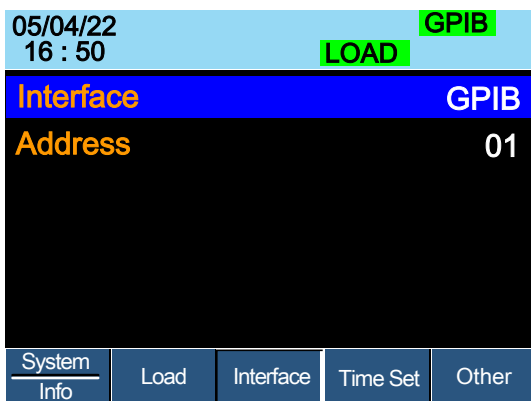 05/04/22 GPIB
16 : 50 LOAD
Interface GPIB
Address 01
System
Info
Load
Interface
Time Set
Other